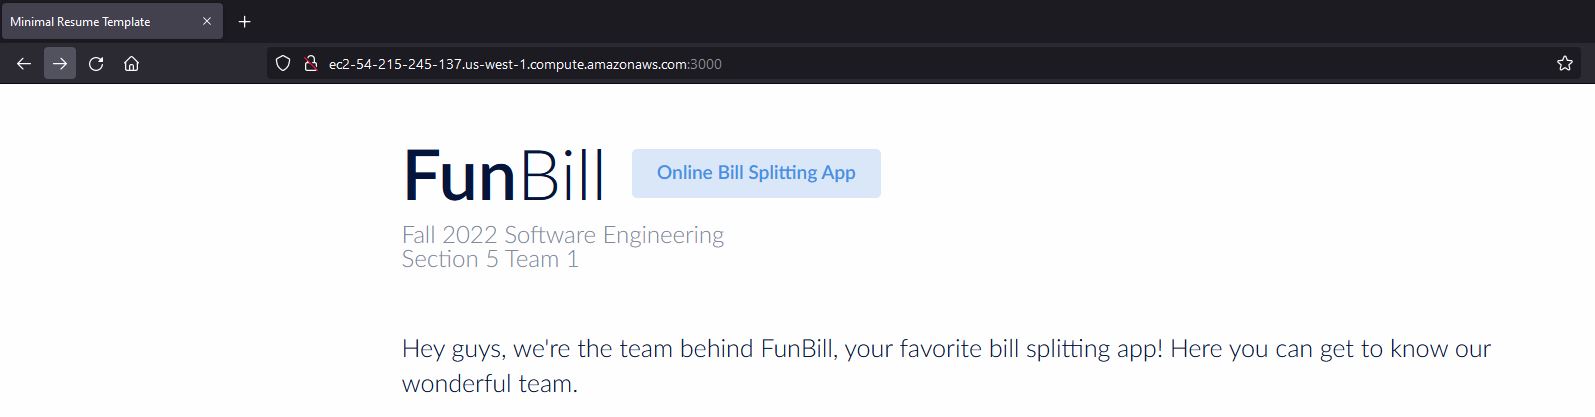 Minimal Resume Template
ec2-54-215-245-137.us-west-1.compute.amazonaws.com:3000
FunBill
Online Bill Splitting App
Fall 2022 Software Engineering
Section 5 Team 1
Hey guys, we're the team behind FunBill, your favorite bill splitting app! Here you can get to know our
wonderful team.